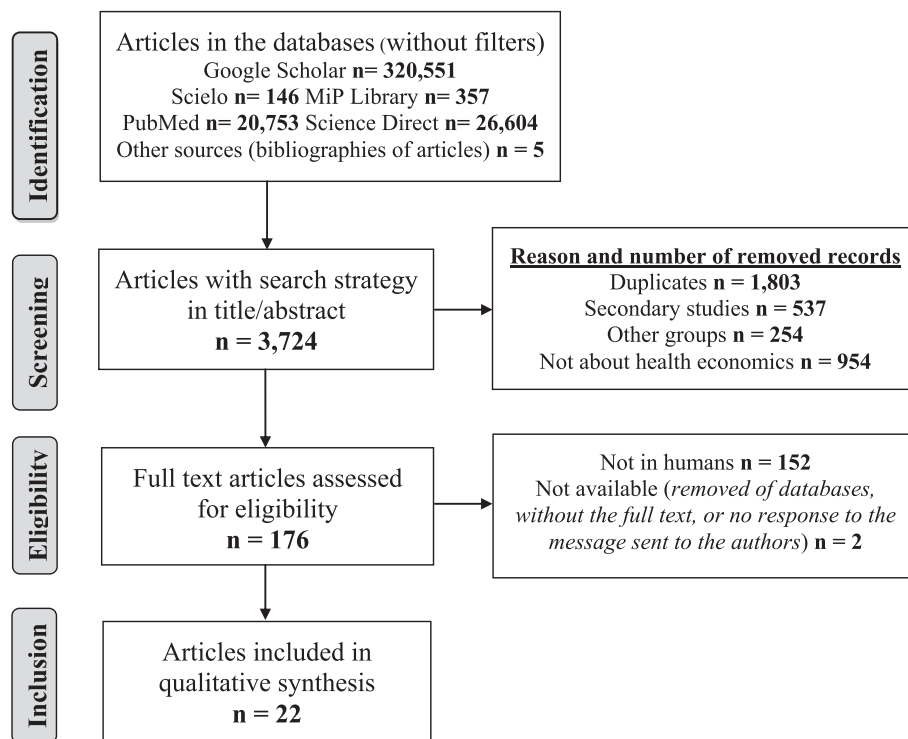 Identification
Articles in the databases (without filters)
Google Scholar n= 320,551
Scielo n= 146 MiP Library n= 357
PubMed n= 20,753 Science Direct n= 26,604
Other sources (bibliographies of articles) n = 5
Screening
Articles with search strategy
in title/abstract
n = 3,724
Reason and number of removed records
Duplicates n = 1,803
Secondary studies n = 537
Other groups n = 254
Not about health economics n = 954
Eligibility
Full text articles assessed
for eligibility
n = 176
Not in humans n = 152
Not available (removed of databases,
without the full text, or no response to the
message sent to the authors) n = 2
Inclusion
Articles included in
qualitative synthesis
n = 22